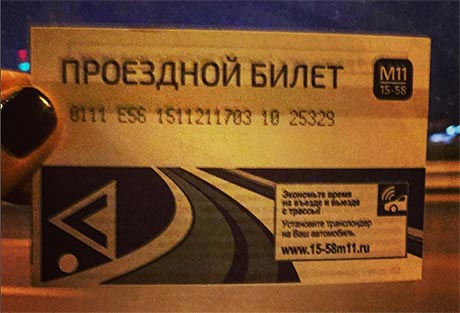 ПРОЕЗДНОЙ БИЛЕТ
М11
15-58
0111 ES6 1511211703 10 25329
Экономьте время
на въезде и выезде
с трассы!
Установите транспондер
на Ваш автомобиль.
www.15-58m11.ru